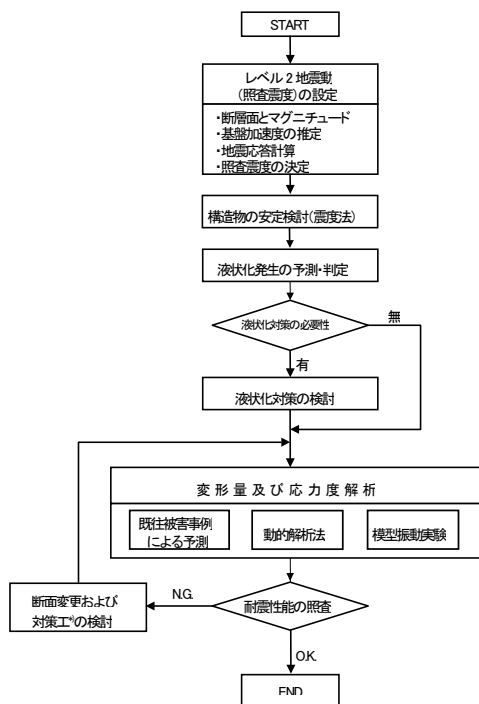 START
レベル2地震動
(照査震度)の設定
・断層面とマグニチュード
・基盤加速度の推定
・地震応答計算
・照査震度の決定
構造物の安定検討(震度法)
液状化発生の予測・判定
液状化対策の必要性
無
有
液状化対策の検討
変形量及び応力度解析
既往被害事例
による予測
動的解析法
模型振動実験
N.G.
断面変更および
対策工*)の検討
耐震性能の照査
O.K.
END